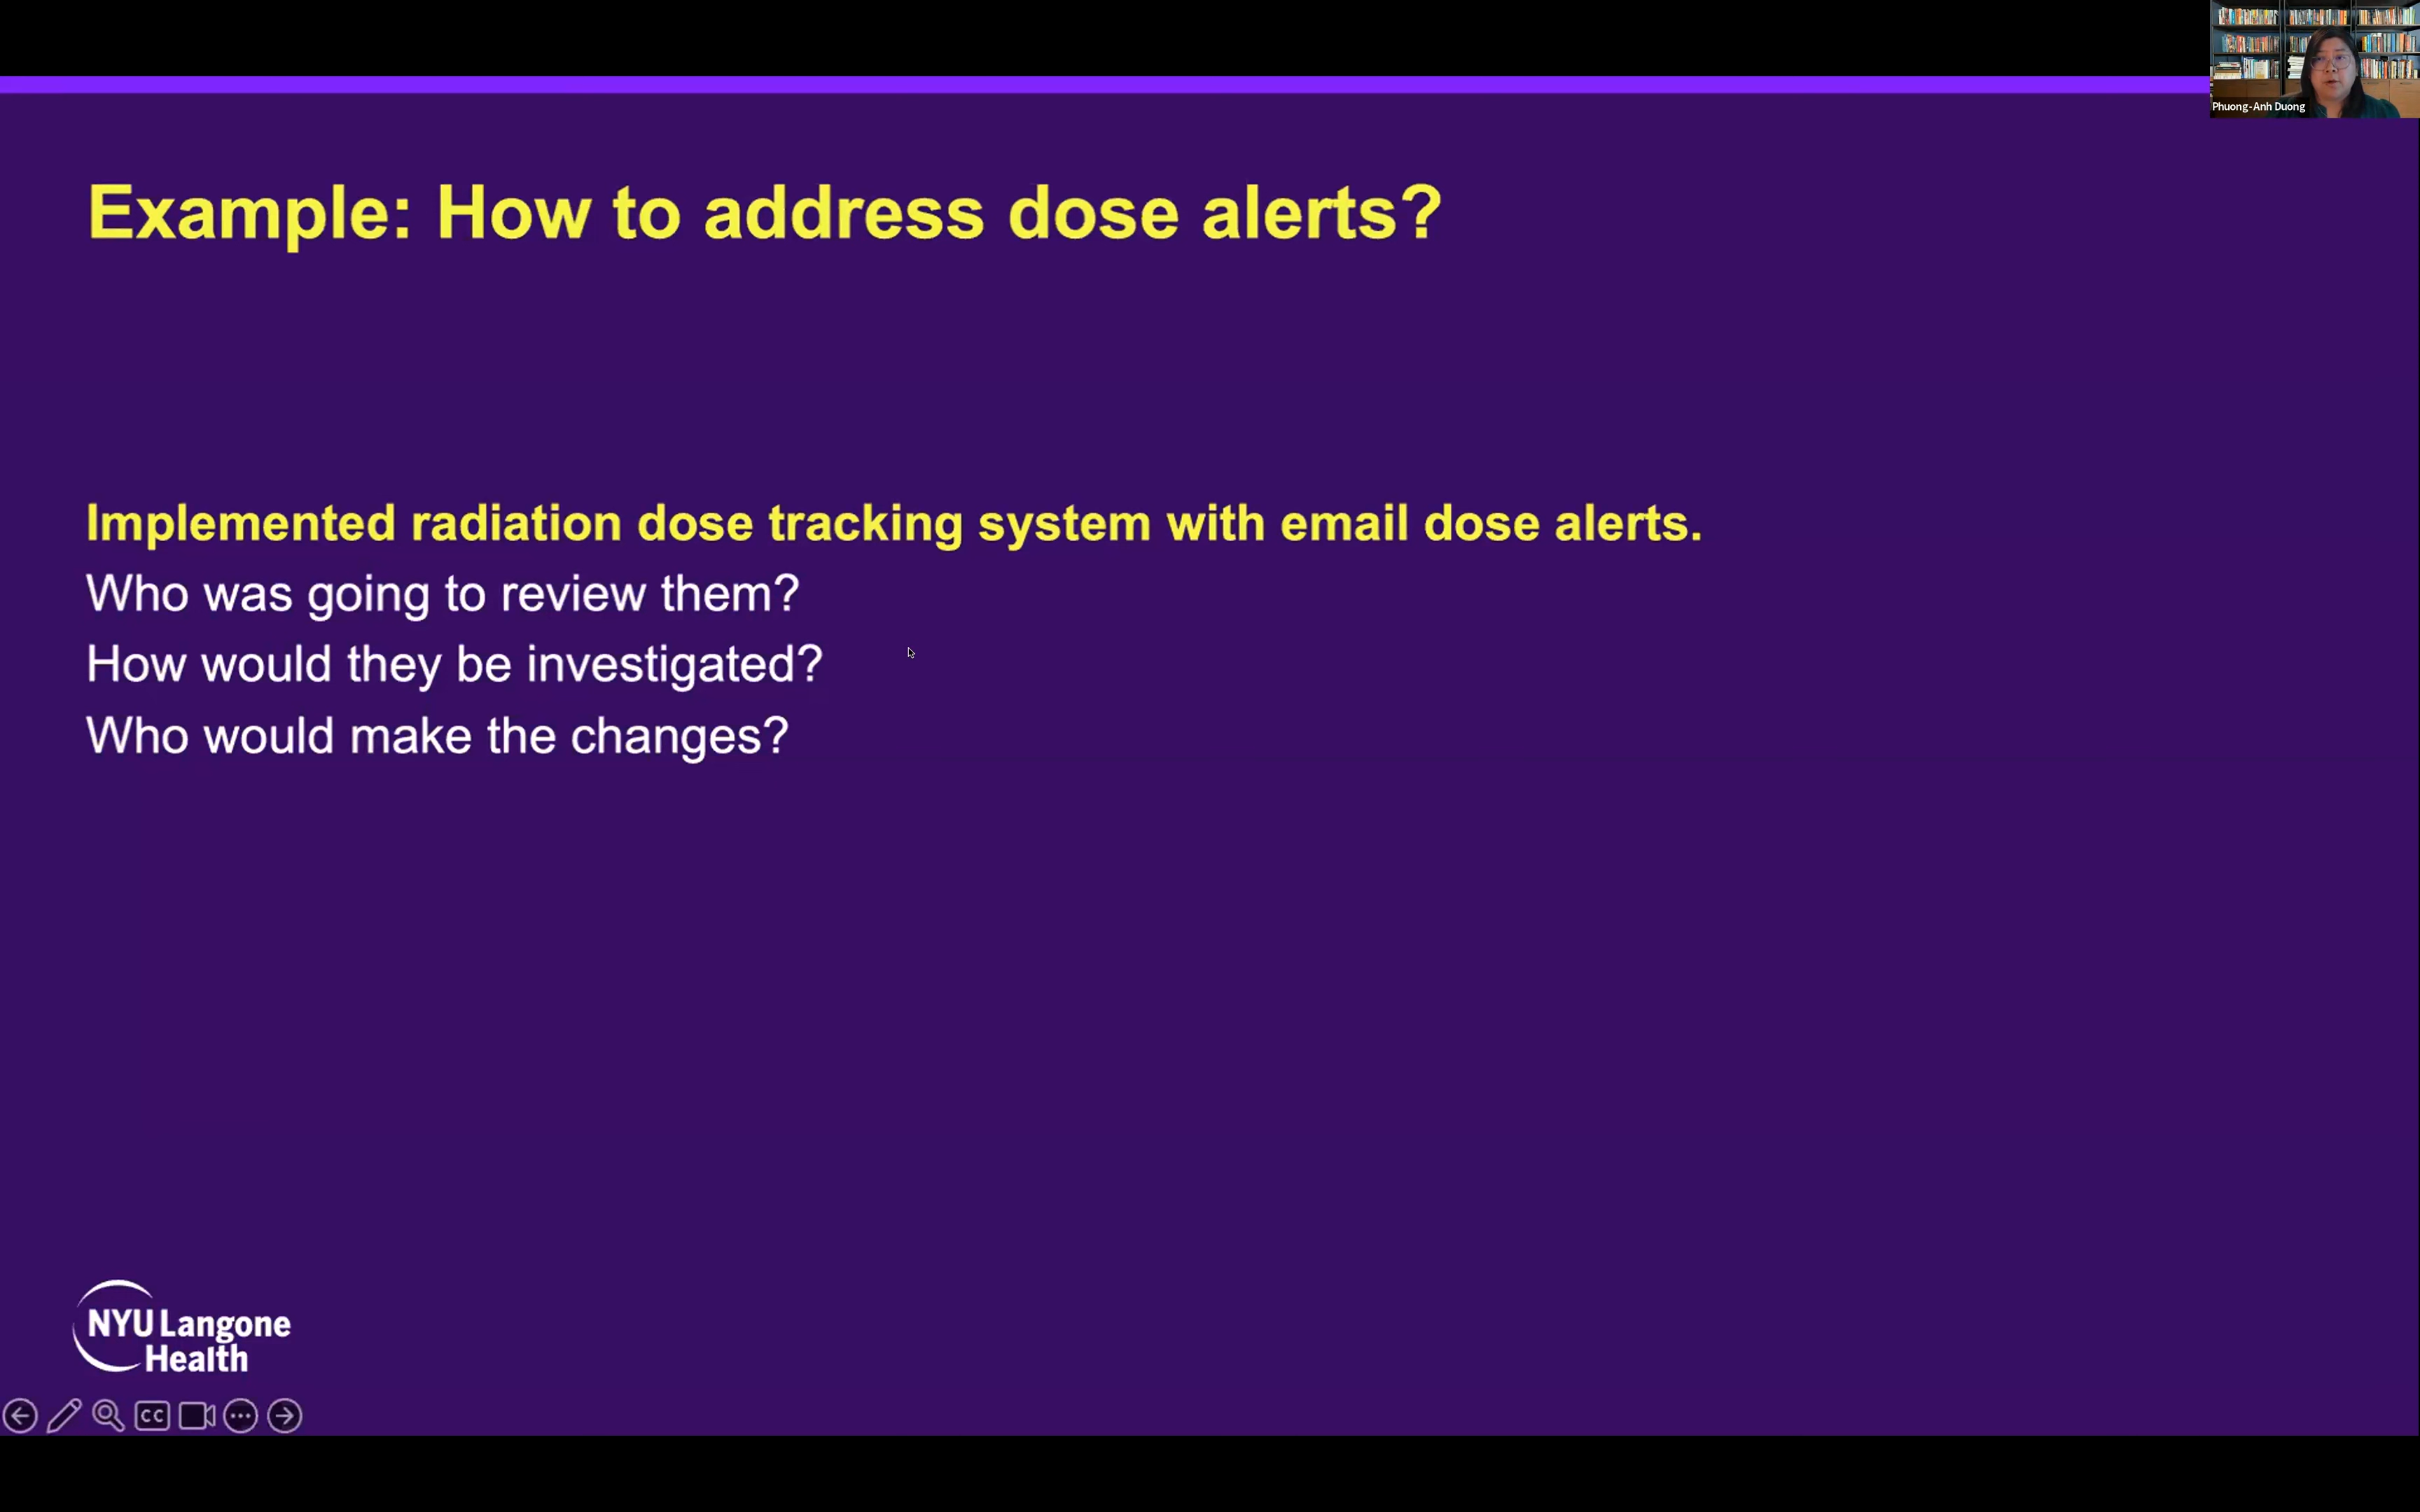 Phuong-Anh Duong
Example: How to address dose alerts?
Implemented radiation dose tracking system with email dose alerts.
Who was going to review them?
How would they be investigated?
Who would make the changes?
NYU Langone
Health
CC